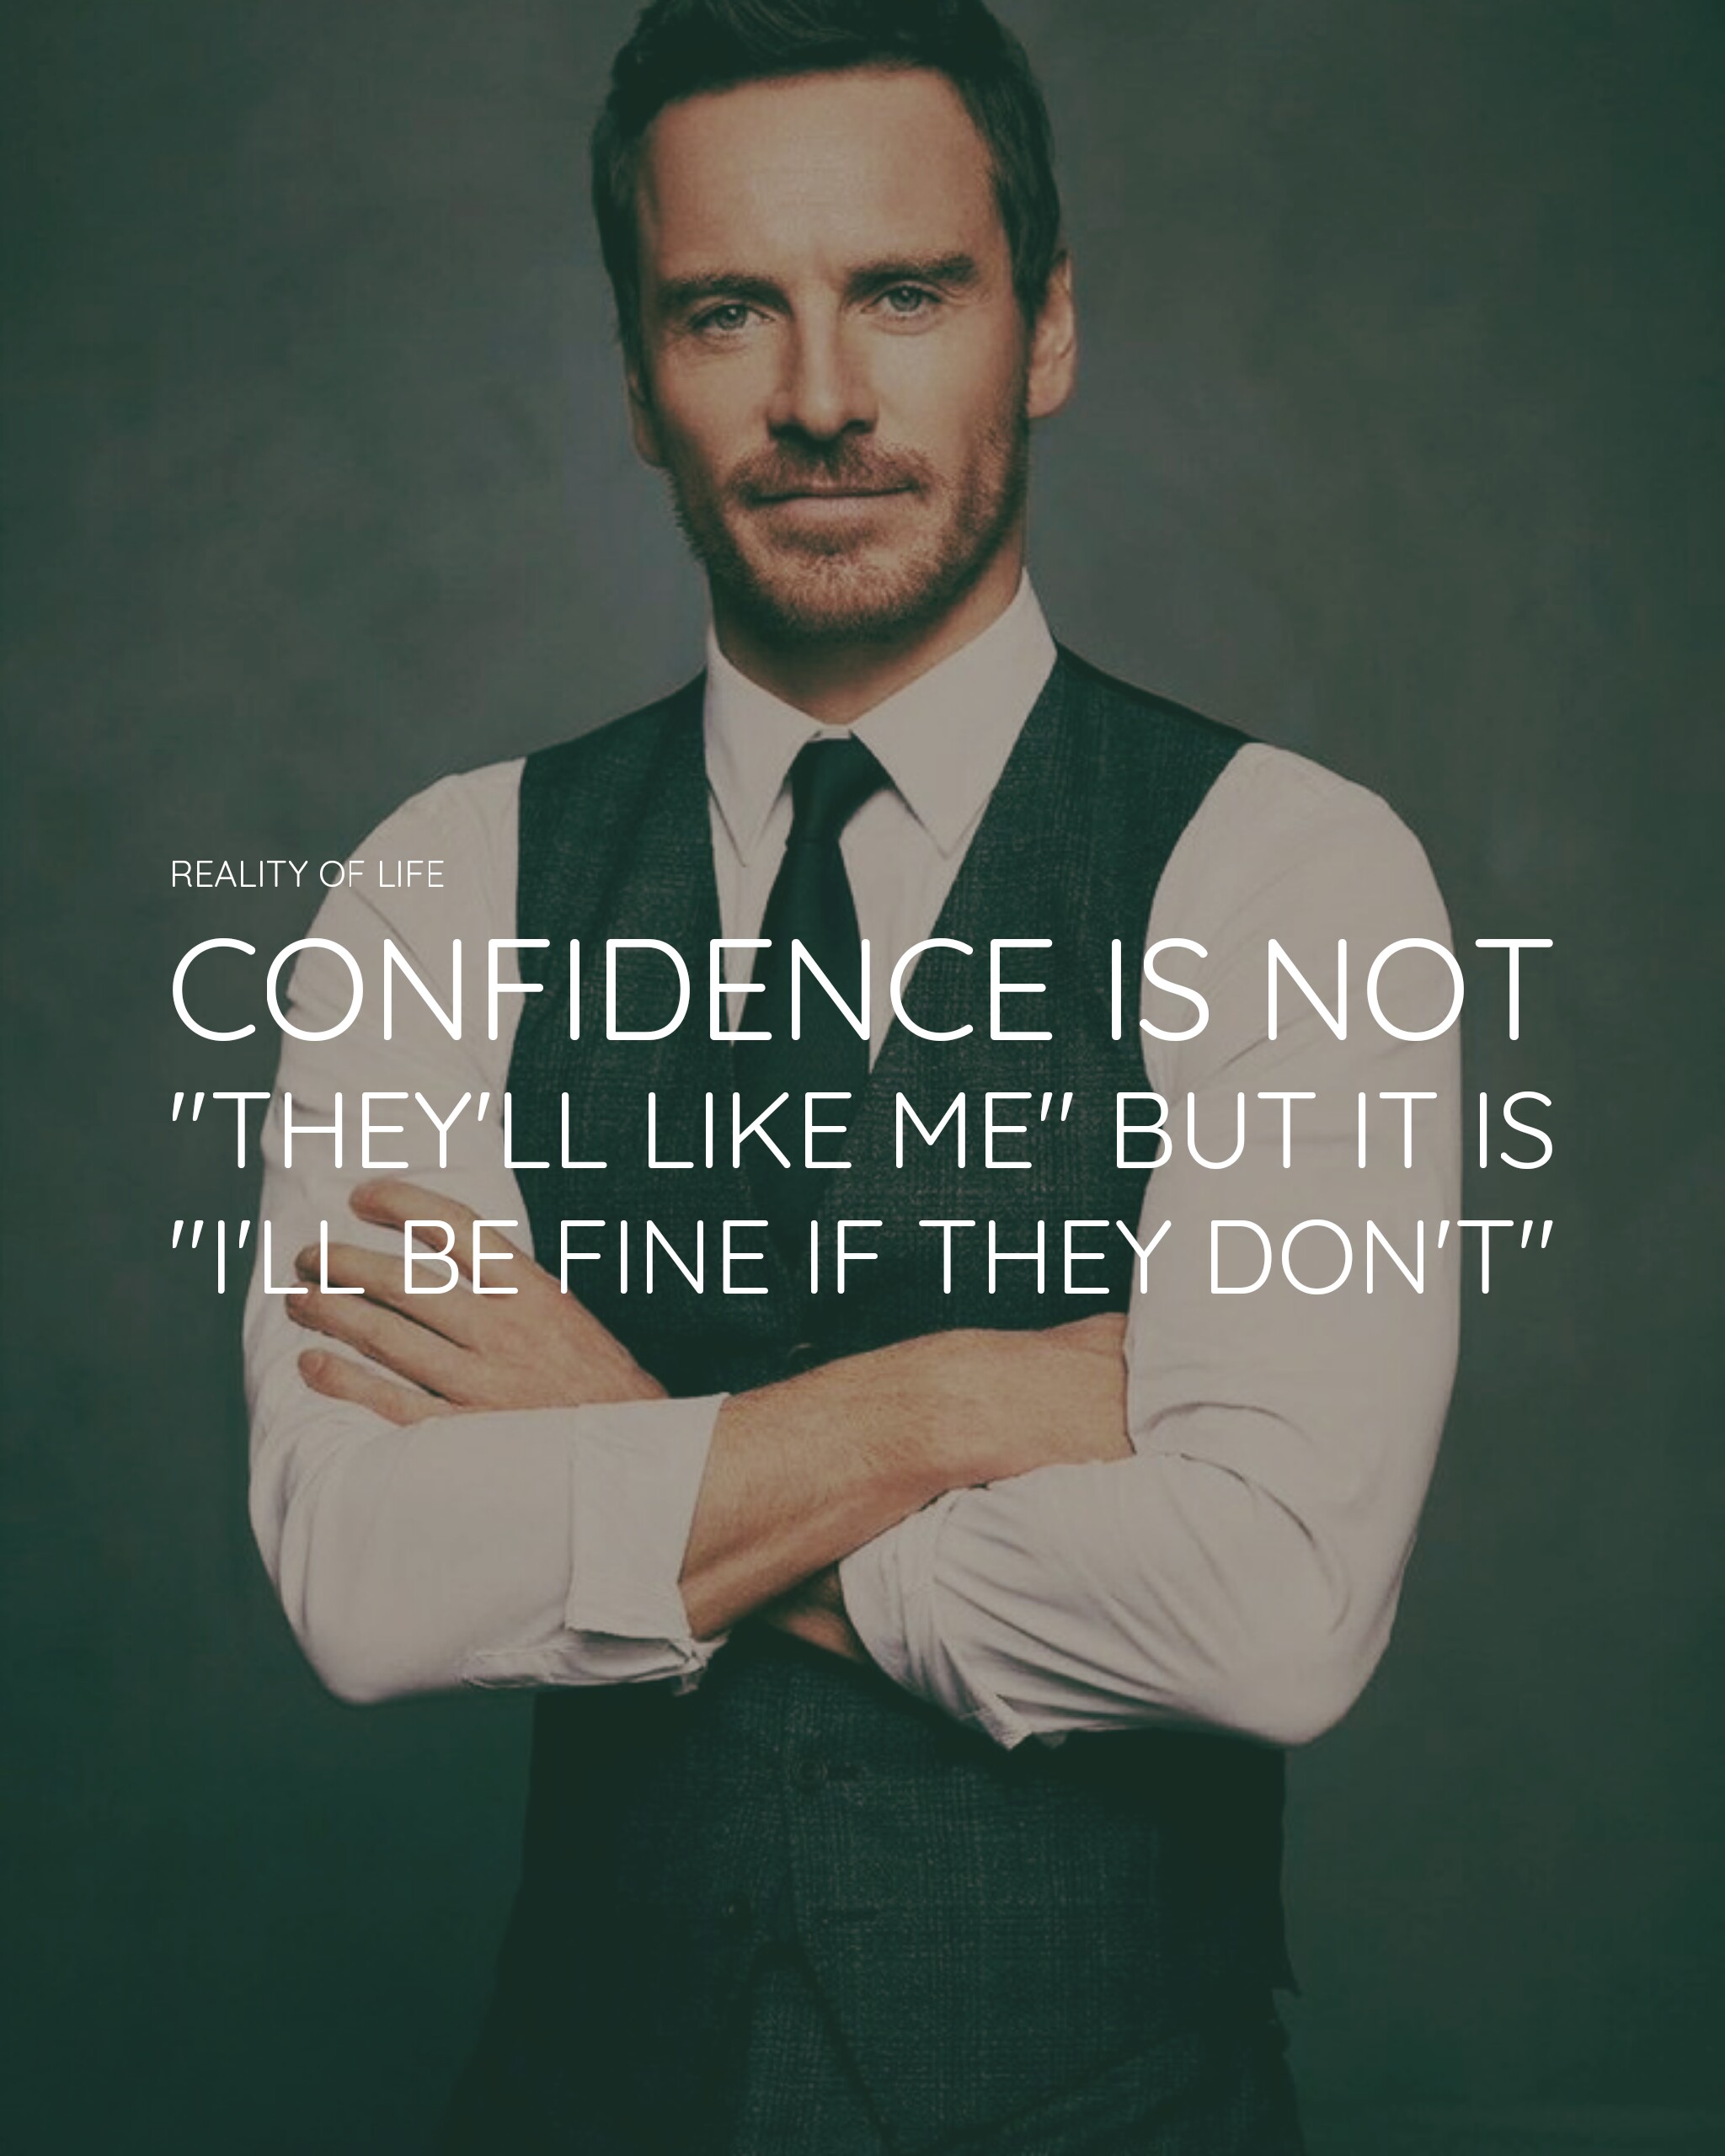 REALITY OF LIFE
CONFIDENCE IS NOT
"THEY'LL LIKE ME" BUT IT IS
"I'LL BE FINE IF THEY DON'T"